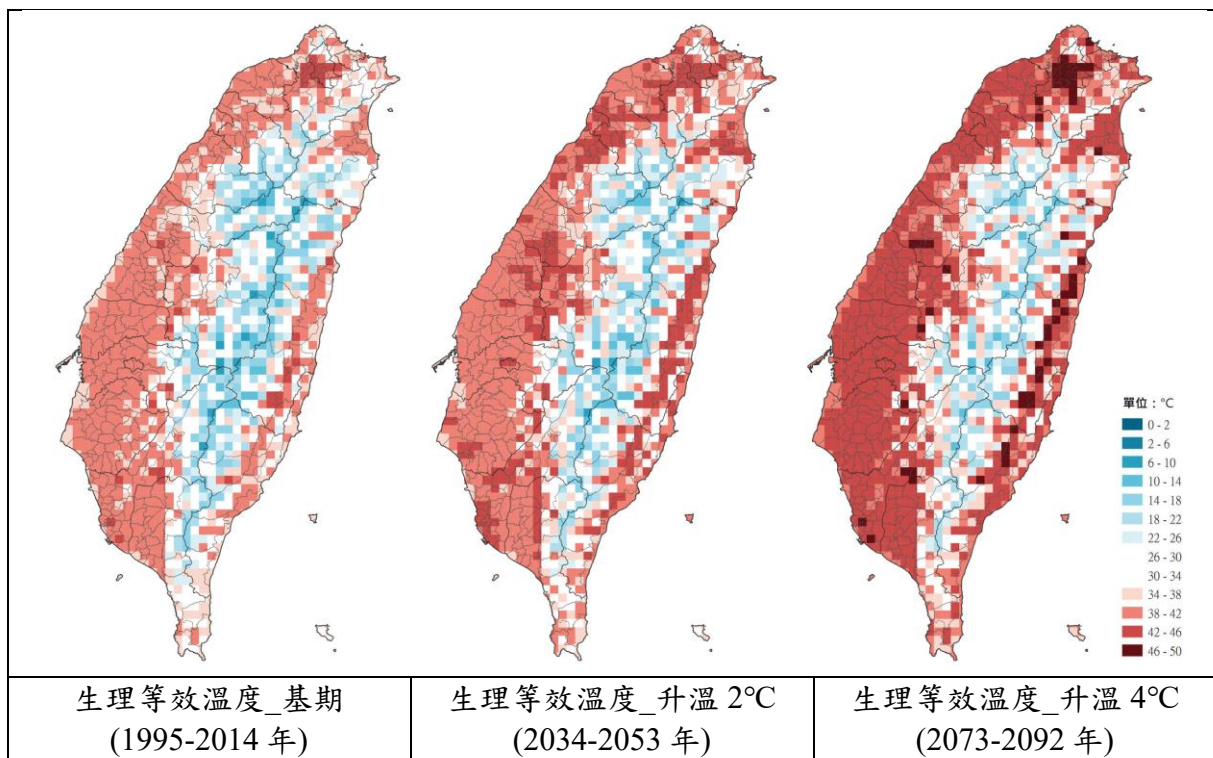 單位：°C
0 - 2
2 - 6
6 - 10
10 - 14
14 - 18
18 - 22
22 - 26
26 - 30
30 - 34
34 - 38
38 - 42
42 - 46
46 - 50
生理等效溫度_基期
(1995-2014 年)
生理等效溫度_升溫 2°C
(2034-2053 年)
生理等效溫度_升溫 4°C
(2073-2092 年)